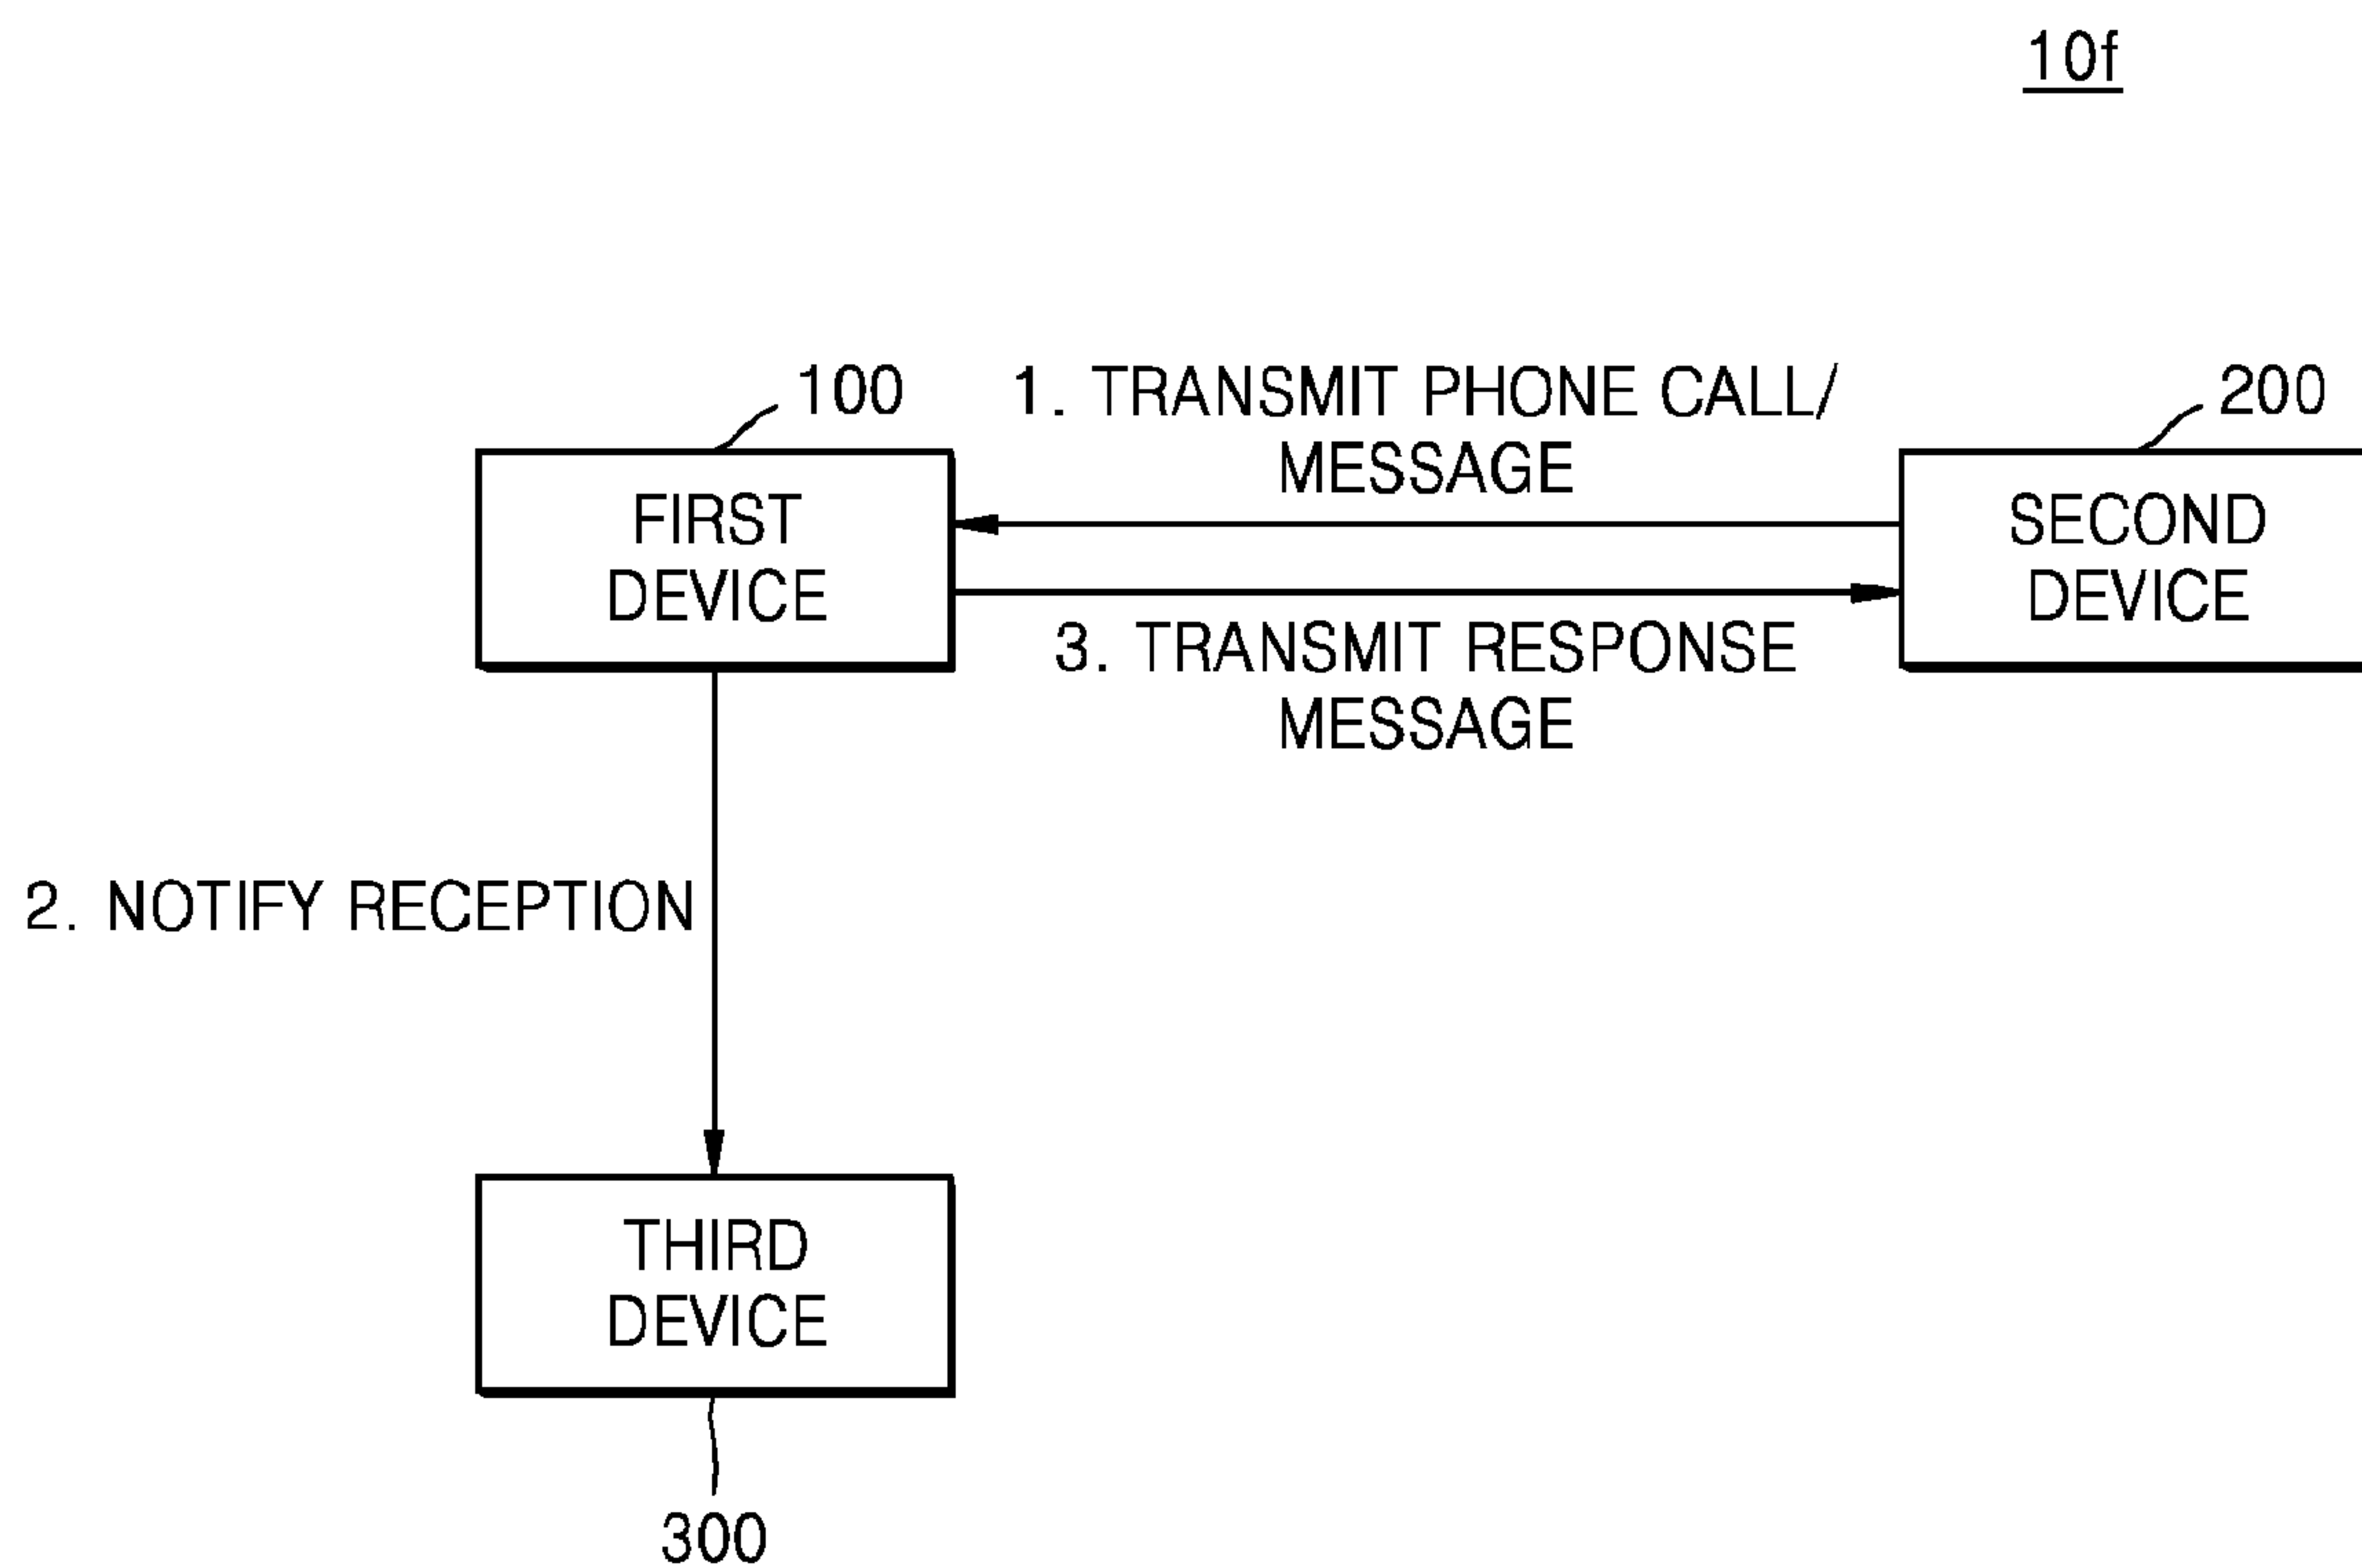 10f
100
1. TRANSMIT PHONE CALL/
MESSAGE
200
FIRST
DEVICE
SECOND
DEVICE
3. TRANSMIT RESPONSE
MESSAGE
2. NOTIFY RECEPTION
THIRD
DEVICE
300